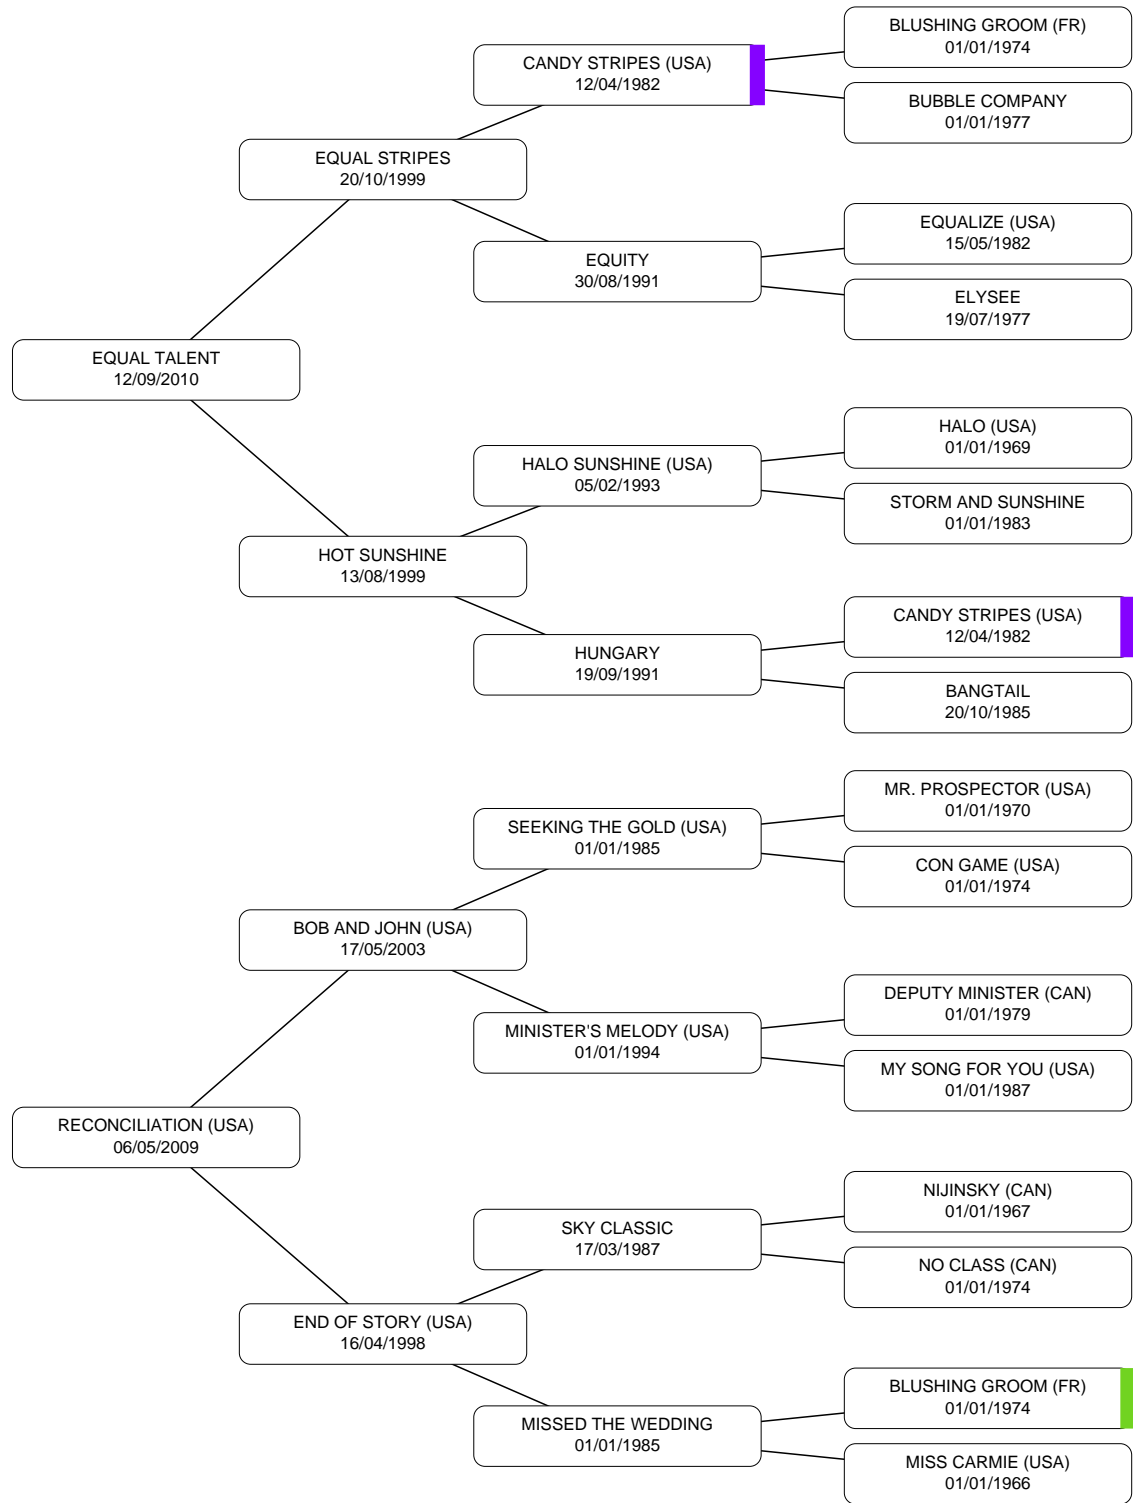 BLUSHING GROOM (FR)
01/01/1974
CANDY STRIPES (USA)
12/04/1982
BUBBLE COMPANY
01/01/1977
EQUAL STRIPES
20/10/1999
EQUALIZE (USA)
15/05/1982
EQUITY
30/08/1991
ELYSEE
19/07/1977
EQUAL TALENT
12/09/2010
HALO (USA)
01/01/1969
HALO SUNSHINE (USA)
05/02/1993
STORM AND SUNSHINE
01/01/1983
HOT SUNSHINE
13/08/1999
CANDY STRIPES (USA)
12/04/1982
HUNGARY
19/09/1991
BANGTAIL
20/10/1985
MR. PROSPECTOR (USA)
01/01/1970
SEEKING THE GOLD (USA)
01/01/1985
CON GAME (USA)
01/01/1974
BOB AND JOHN (USA)
17/05/2003
DEPUTY MINISTER (CAN)
01/01/1979
MINISTER'S MELODY (USA)
01/01/1994
MY SONG FOR YOU (USA)
01/01/1987
RECONCILIATION (USA)
06/05/2009
NIJINSKY (CAN)
01/01/1967
SKY CLASSIC
17/03/1987
NO CLASS (CAN)
01/01/1974
END OF STORY (USA)
16/04/1998
BLUSHING GROOM (FR)
01/01/1974
MISSED THE WEDDING
01/01/1985
MISS CARMIE (USA)
01/01/1966